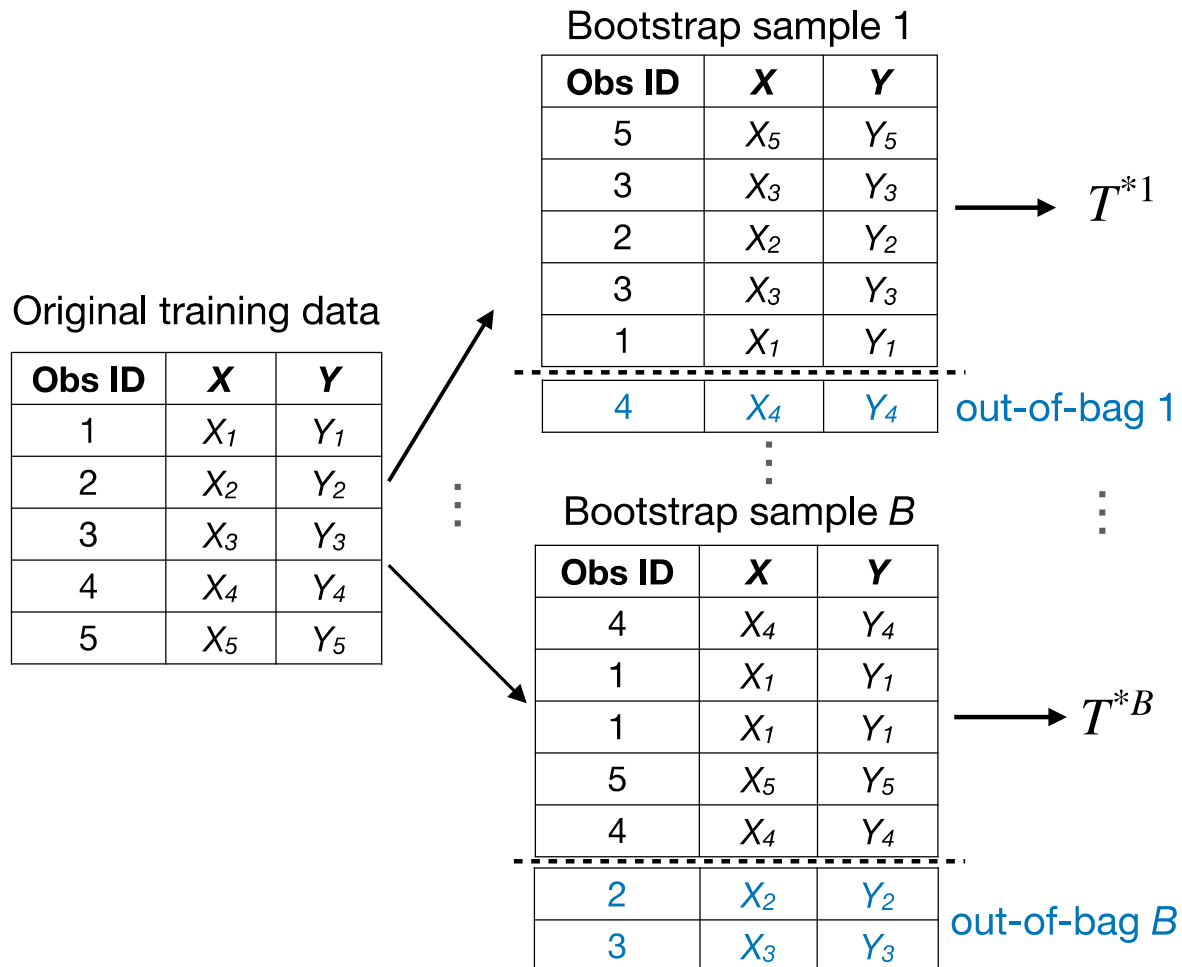 Bootstrap sample 1
Obs ID X Y
5 X5 Y5
3 X3 Y3
2 X2 Y2
3 X3 Y3
1 X1 Y1
4 X4 Y4
out-of-bag 1
T*1
Original training data
Obs ID X Y
1 X1 Y1
2 X2 Y2
3 X3 Y3
4 X4 Y4
5 X5 Y5
Bootstrap sample B
Obs ID X Y
4 X4 Y4
1 X1 Y1
1 X1 Y1
5 X5 Y5
4 X4 Y4
2 X2 Y2
3 X3 Y3
out-of-bag B
T*B